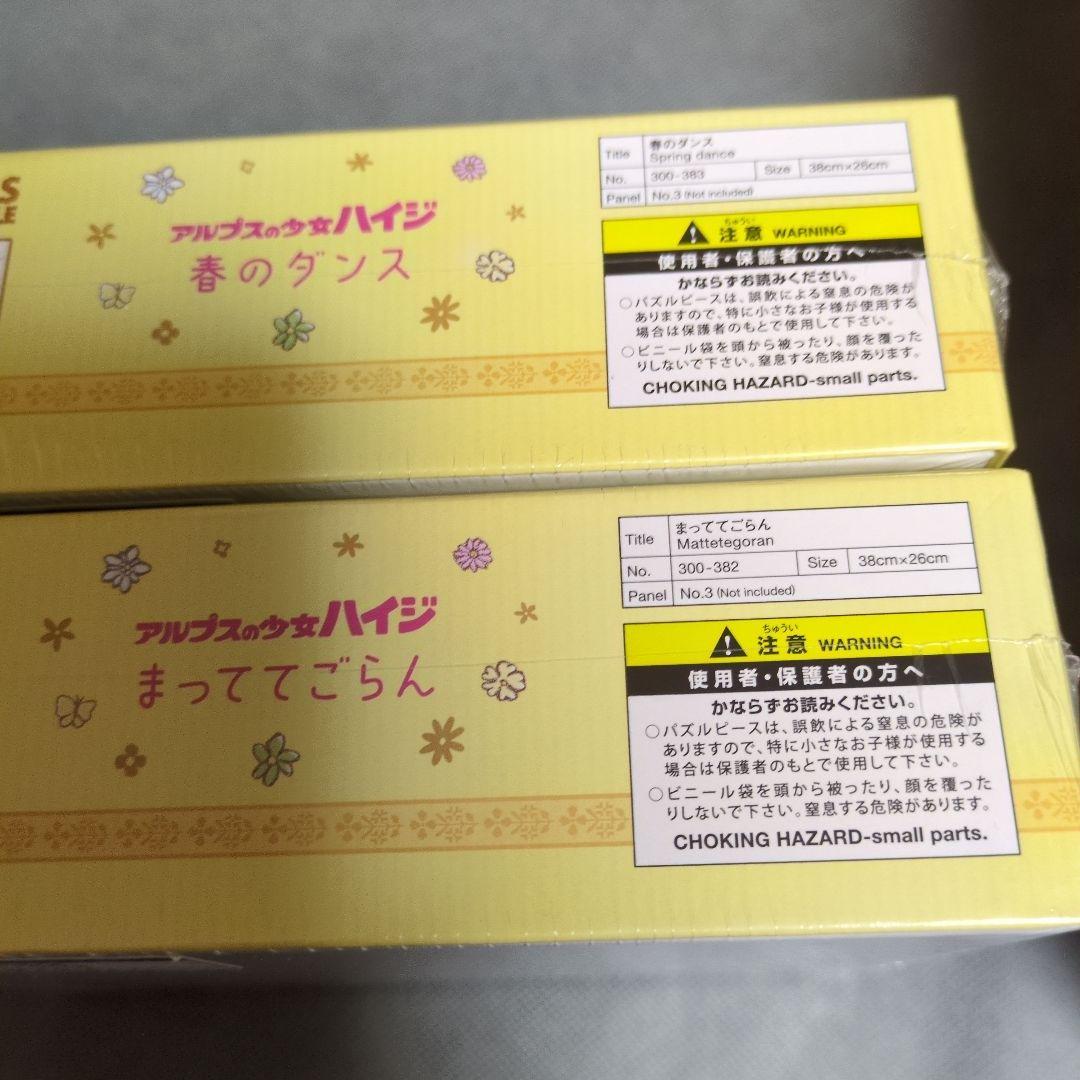 アルプスの少女ハイジ
春のダンス
Title 春のダンス
Spring dance
No. 300-383 Size 38cm×26cm
Panel No.3 (Not included)
ちゅうい
注意 WARNING
使用者・保護者の方へ
かならずお読みください。
○パズルピースは、誤飲による窒息の危険が
ありますので、特に小さなお子様が使用する
場合は保護者のもとで使用して下さい。
○ビニール袋を頭から被ったり、顔を覆った
りしないで下さい。窒息する危険があります。
CHOKING HAZARD-small parts.
アルプスの少女ハイジ
まっててごらん
Title まっててごらん
Mattetegoran
No. 300-382 Size 38cm×26cm
Panel No.3 (Not included)
ちゅうい
注意 WARNING
使用者・保護者の方へ
かならずお読みください。
○パズルピースは、誤飲による窒息の危険が
ありますので、特に小さなお子様が使用する
場合は保護者のもとで使用して下さい。
○ビニール袋を頭から被ったり、顔を覆った
りしないで下さい。窒息する危険があります。
CHOKING HAZARD-small parts.